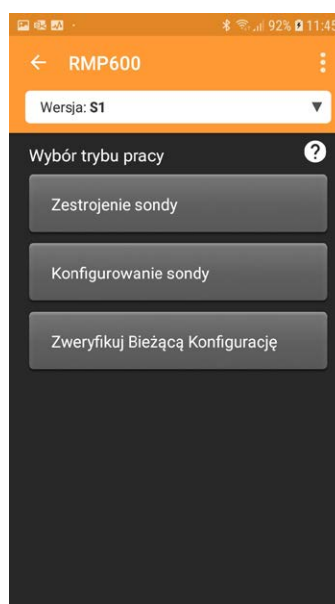 92% 11:45
RMP600
Wersja: S1
Wybór trybu pracy
?
Zestrojenie sondy
Konfigurowanie sondy
Zweryfikuj Bieżącą Konfigurację